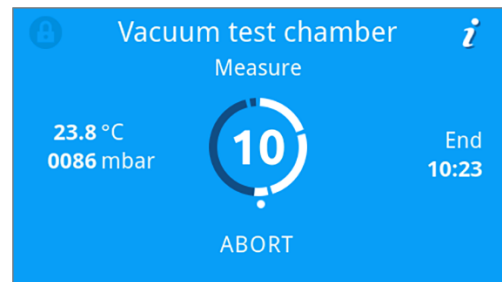 Vacuum test chamber
i
Measure
23.8 °C
0086 mbar
10
End
10:23
ABORT